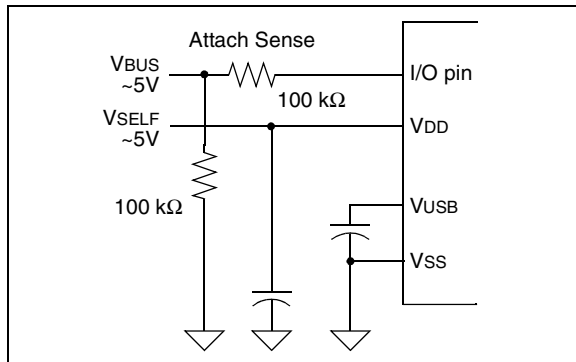 Attach Sense
VBUS
~5V
I/O pin
100 kΩ
VSELF
~5V
VDD
100 kΩ
VUSB
VSS